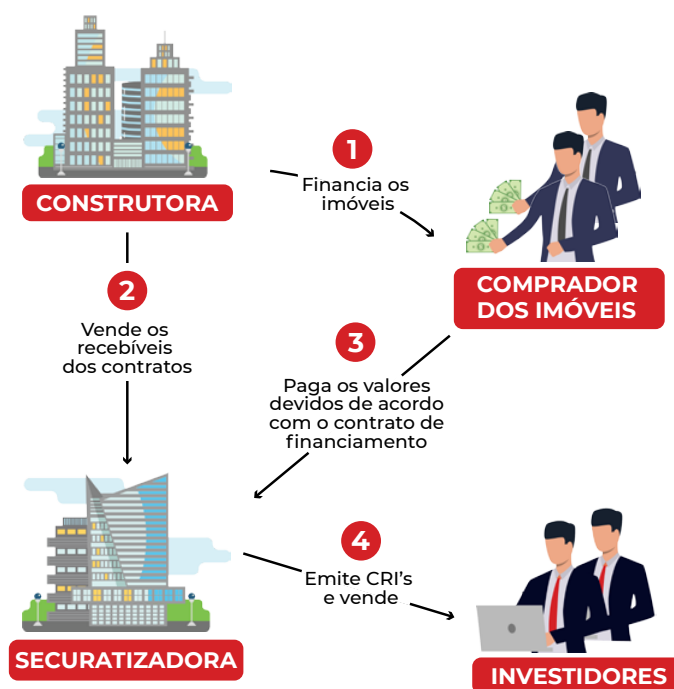 CONSTRUTORA
1
Financia os
imóveis
COMPRADOR
DOS IMÓVEIS
2
Vende os
recebíveis
dos contratos
3
Paga os valores
devidos de acordo
com o contrato de
financiamento
SECURATIZADORA
4
Emite CRI's
e vende
INVESTIDORES